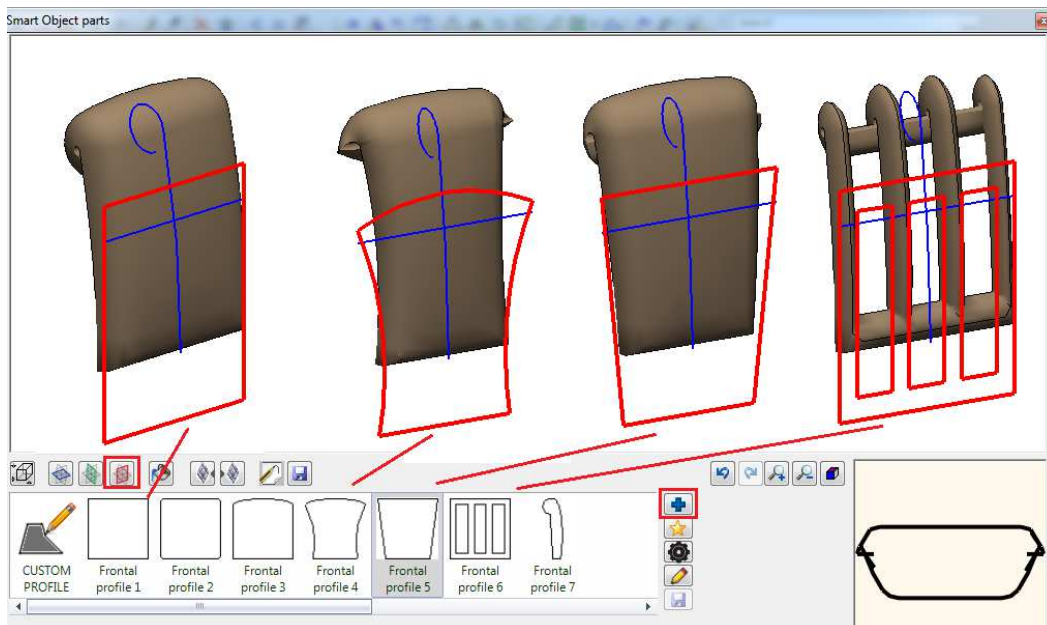 Smart Object parts
CUSTOM PROFILE
Frontal profile 1
Frontal profile 2
Frontal profile 3
Frontal profile 4
Frontal profile 5
Frontal profile 6
Frontal profile 7